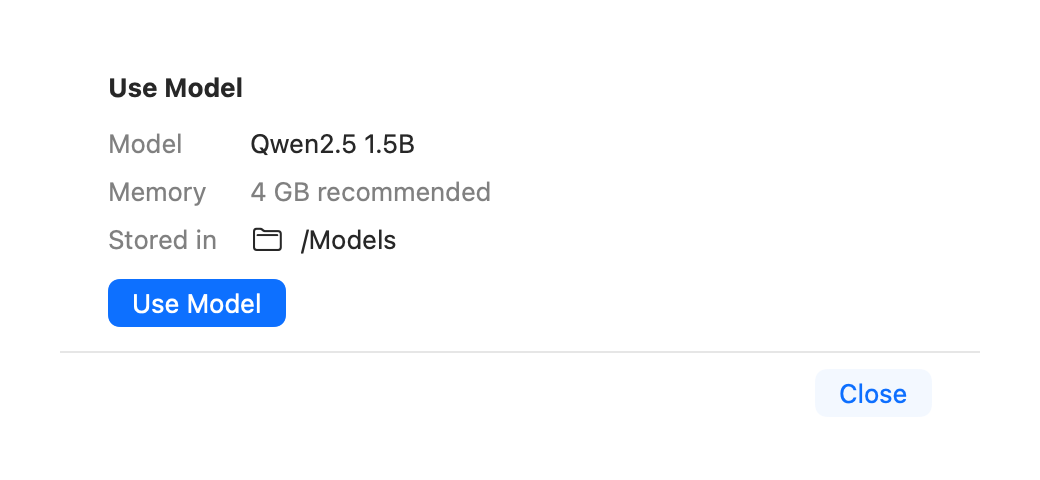 Use Model
Model Qwen2.5 1.5B
Memory 4 GB recommended
Stored in /Models
Use Model
Close